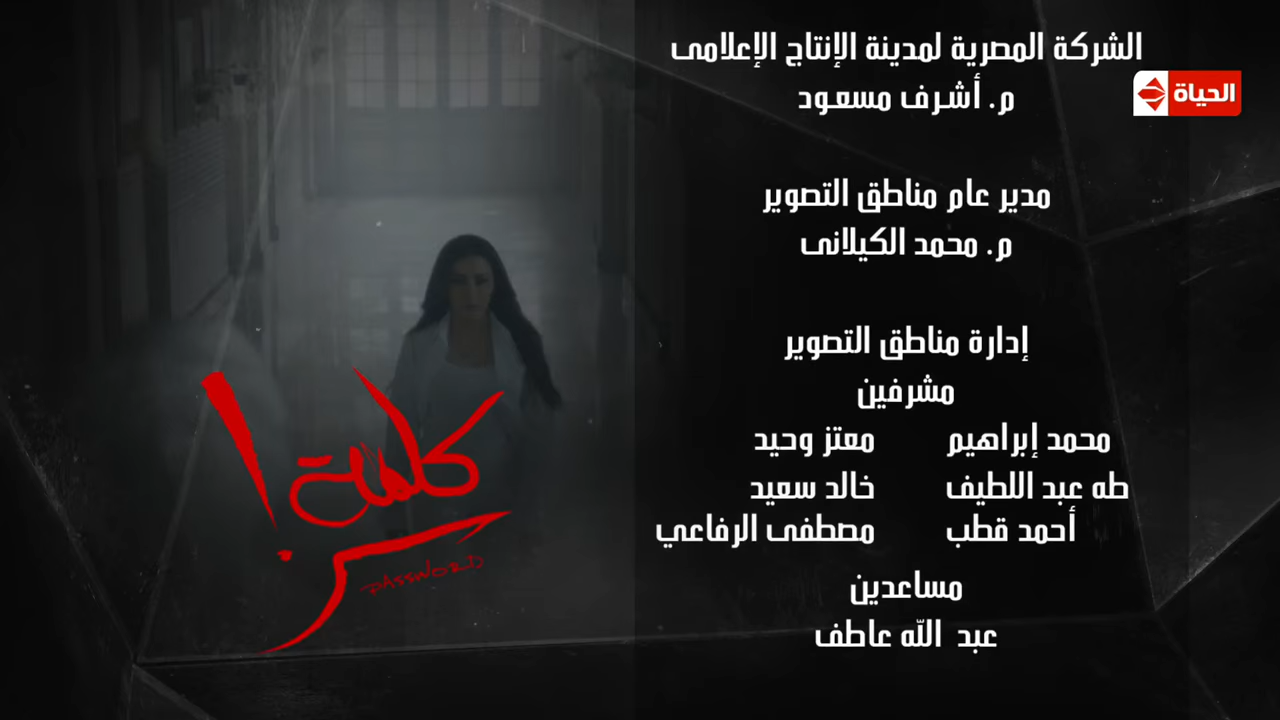 الشركة المصرية لمدينة الإنتاج الإعلامى
م. أشرف مسعود
الحياة
مدير عام مناطق التصوير
م. محمد الكيلانى
إدارة مناطق التصوير
مشرفين
محمد إبراهيم معتز وحيد
طه عبد اللطيف خالد سعيد
أحمد قطب مصطفى الرفاعي
مساعدين
عبد الله عاطف
كلمة !
سر
PASSWORD